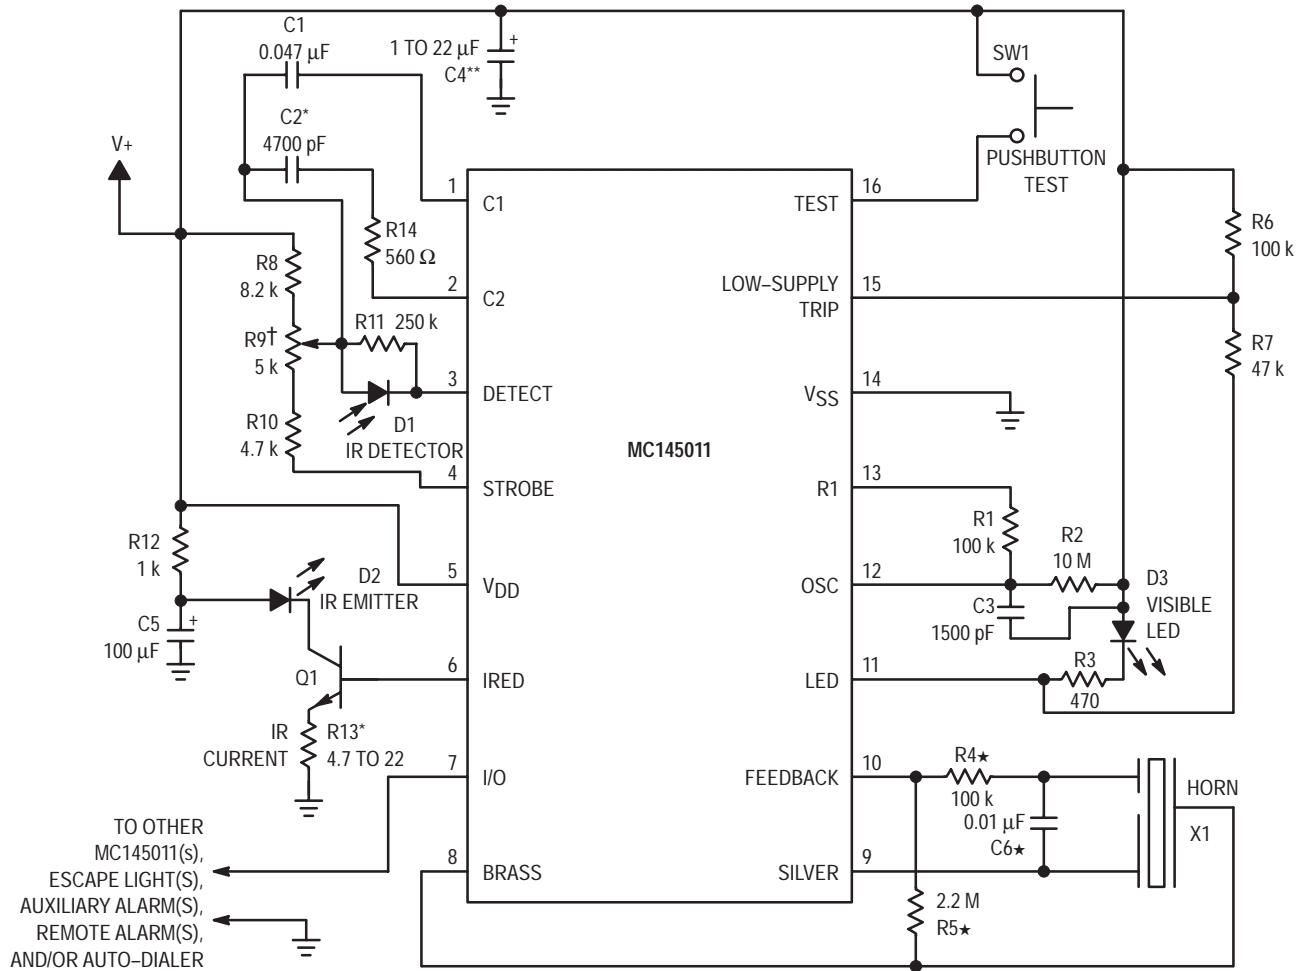 C1
0.047 µF
1 TO 22 µF
C4**
+
SW1
C2*
4700 pF
V+
PUSHBUTTON
TEST
1
C1
TEST
16
R14
560 Ω
R6
100 k
R8
8.2 k
2
C2
LOW–SUPPLY
TRIP
15
R11 250 k
R9†
5 k
R7
47 k
3
DETECT
VSS
14
D1
IR DETECTOR
R10
4.7 k
MC145011
4
STROBE
R1
13
R1
100 k
R2
10 M
R12
1 k
D2
IR EMITTER
5
VDD
OSC
12
D3
VISIBLE
LED
C3
1500 pF
C5
100 µF
+
Q1
6
IRED
LED
11
R3
470
IR
CURRENT
R13*
4.7 TO 22
7
I/O
FEEDBACK
10
R4★
100 k
HORN
X1
0.01 µF
C6★
TO OTHER
MC145011(s),
ESCAPE LIGHT(S),
AUXILIARY ALARM(S),
REMOTE ALARM(S),
AND/OR AUTO–DIALER
8
BRASS
SILVER
9
2.2 M
R5★